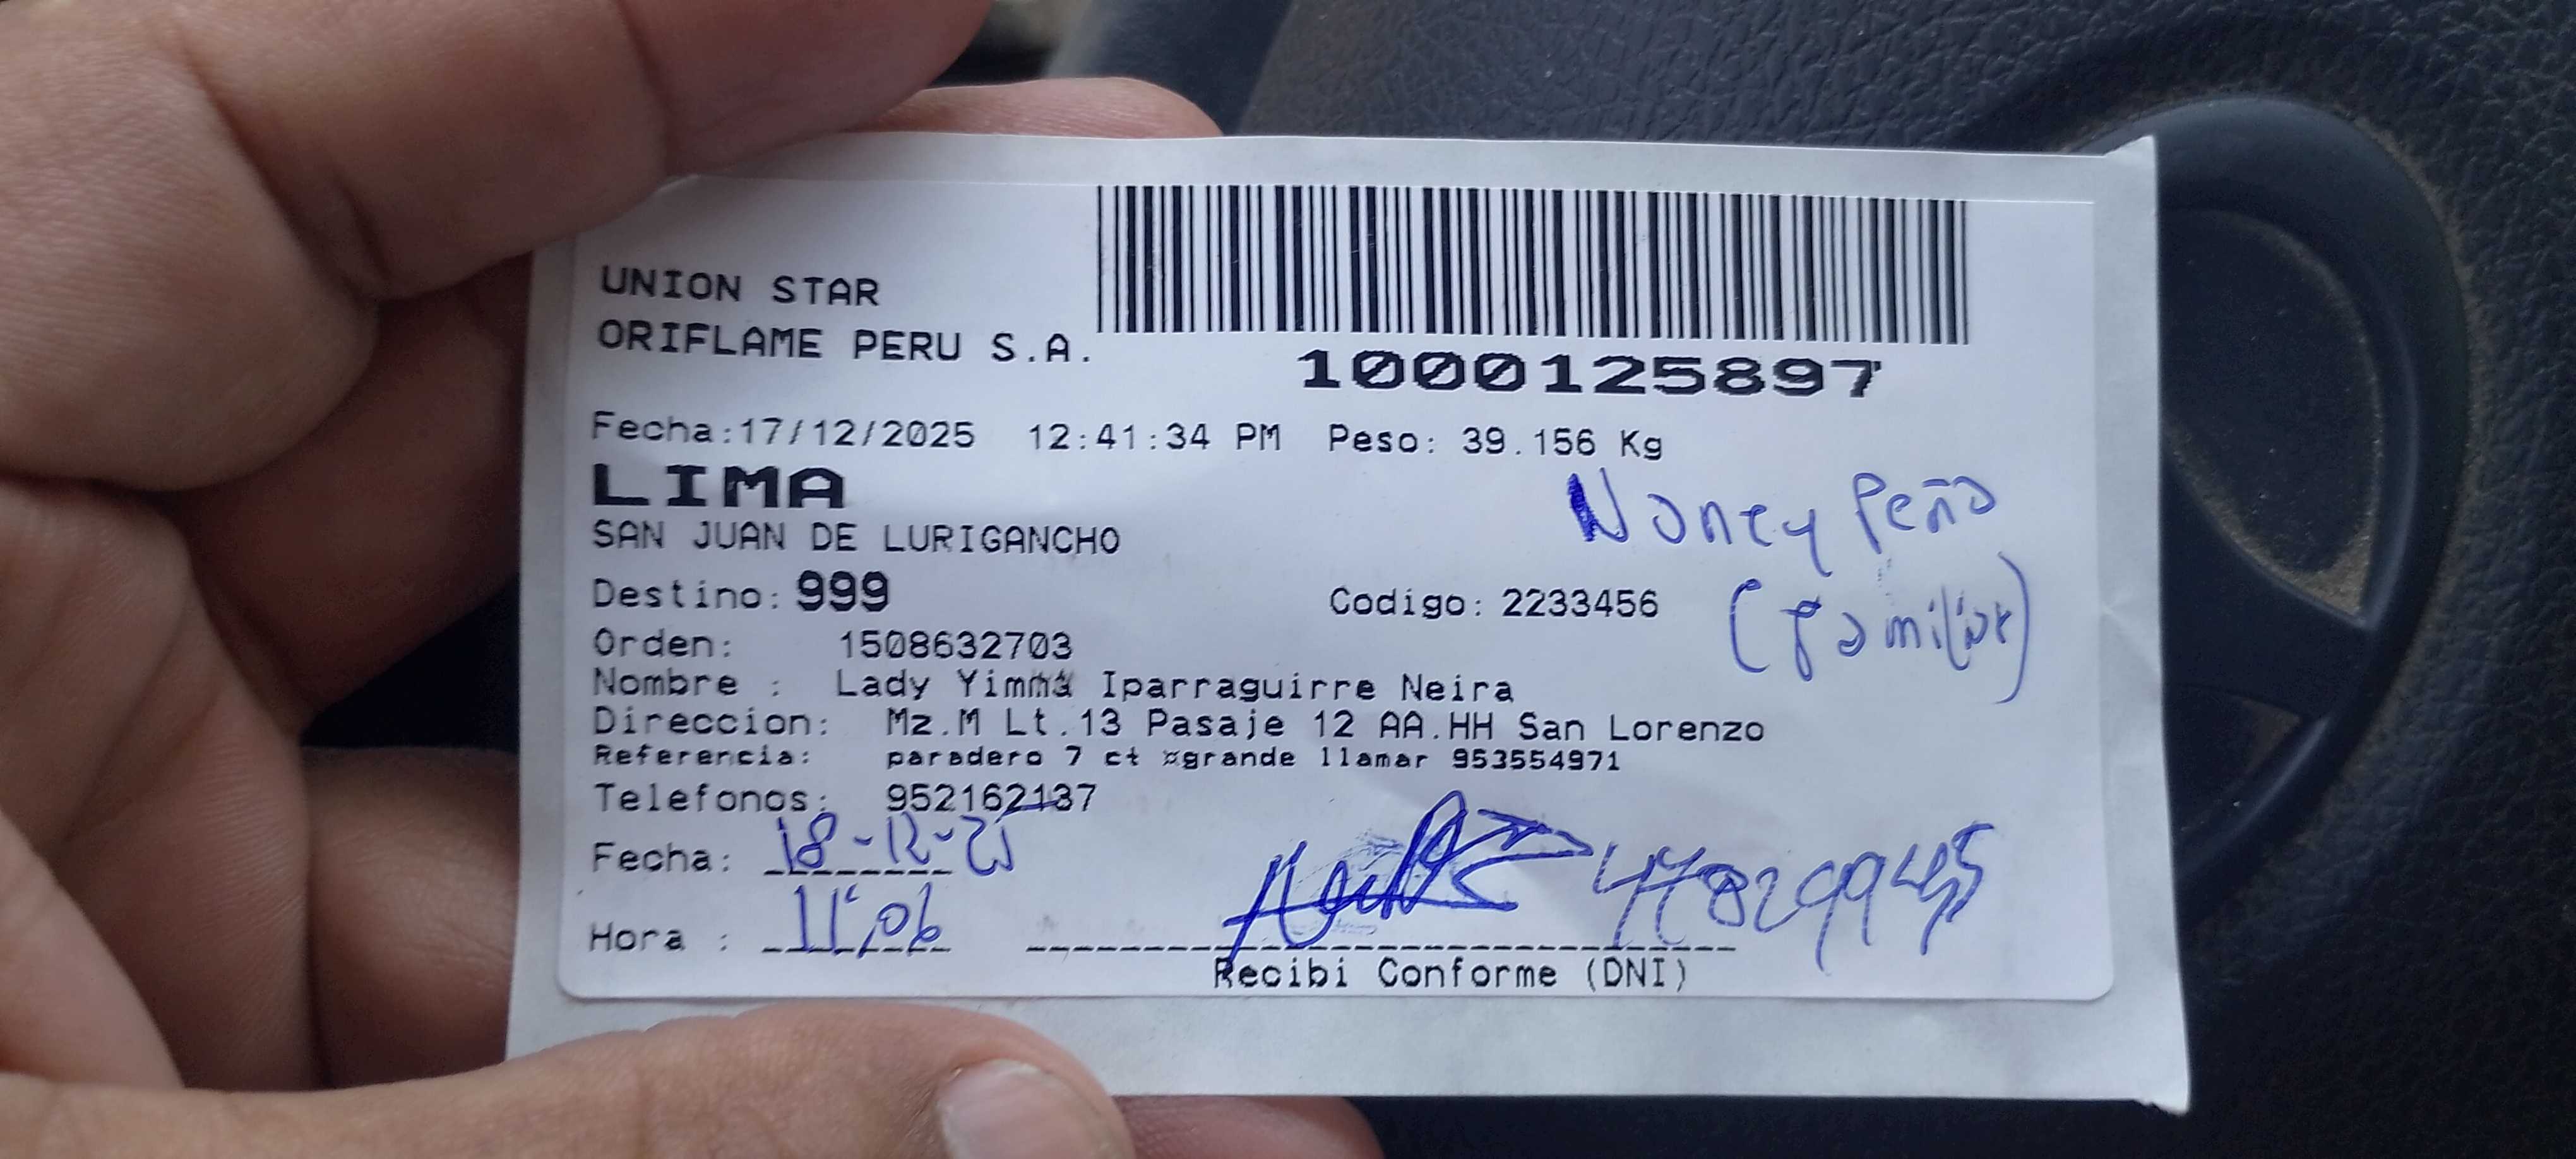 UNION STAR
ORIFLAME PERU S.A.
1000125897
Fecha:17/12/2025 12:41:34 PM Peso: 39.156 Kg
LIMA
SAN JUAN DE LURIGANCHO
Nancy Peña
(familiar)
Destino: 999 Codigo: 2233456
Orden: 1508632703
Nombre : Lady Yimma Iparraguirre Neira
Direccion: Mz.M Lt.13 Pasaje 12 AA.HH San Lorenzo
Referencia: paradero 7 ct ¤grande llamar 953554971
Telefonos: 952162137
Fecha: 18-12-25
Hora : 11:06
Recibi Conforme (DNI)